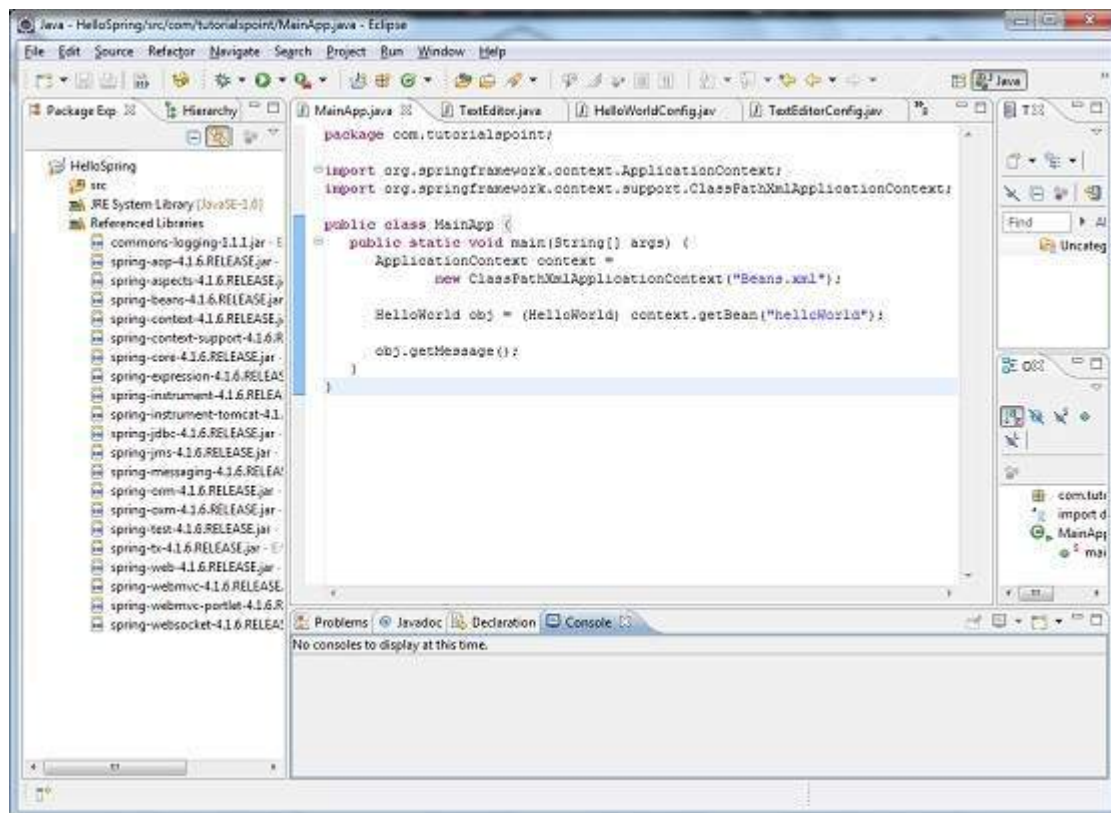 Java - HelloSpring/src/com/tutorialspoint/MainApp.java - Eclipse
File Edit Source Refactor Navigate Search Project Run Window Help
Java
Package Exp
Hierarchy
MainApp.java
TextEditor.java
HelloWorldConfig.jav
TextEditorConfig.jav
HelloSpring
src
JRE System Library [JavaSE-1.6]
Referenced Libraries
commons-logging-1.1.1.jar - E
spring-aop-4.1.6.RELEASE.jar -
spring-aspects-4.1.6.RELEASE.j
spring-beans-4.1.6.RELEASE.jar
spring-context-4.1.6.RELEASE.j
spring-context-support-4.1.6.R
spring-core-4.1.6.RELEASE.jar -
spring-expression-4.1.6.RELEAS
spring-instrument-4.1.6.RELEA
spring-instrument-tomcat-4.1.
spring-jdbc-4.1.6.RELEASE.jar -
spring-jms-4.1.6.RELEASE.jar -
spring-messaging-4.1.6.RELEA
spring-orm-4.1.6.RELEASE.jar -
spring-oxm-4.1.6.RELEASE.jar -
spring-test-4.1.6.RELEASE.jar -
spring-tx-4.1.6.RELEASE.jar - E:
spring-web-4.1.6.RELEASE.jar -
spring-webmvc-4.1.6.RELEASE.
spring-webmvc-portlet-4.1.6.R
spring-websocket-4.1.6.RELEA
package com.tutorialspoint;
import org.springframework.context.ApplicationContext;
import org.springframework.context.support.ClassPathXmlApplicationContext;
public class MainApp {
public static void main(String[] args) {
ApplicationContext context =
new ClassPathXmlApplicationContext("Beans.xml");
HelloWorld obj = (HelloWorld) context.getBean("helloWorld");
obj.getMessage();
}
}
Find
Al
Uncateg
com.tuto
import d
MainApp
mai
Problems Javadoc Declaration Console
No consoles to display at this time.